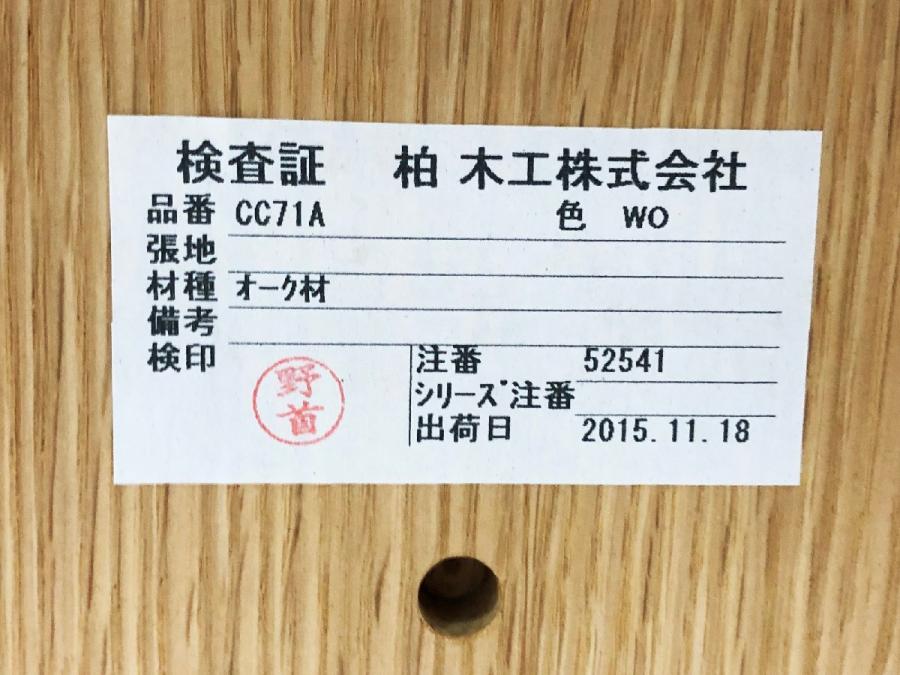 検査証 柏木工株式会社
品番 CC71A 色 WO
張地
材種 オーク材
備考
検印
野首
注番 52541
シリーズ注番
出荷日 2015.11.18